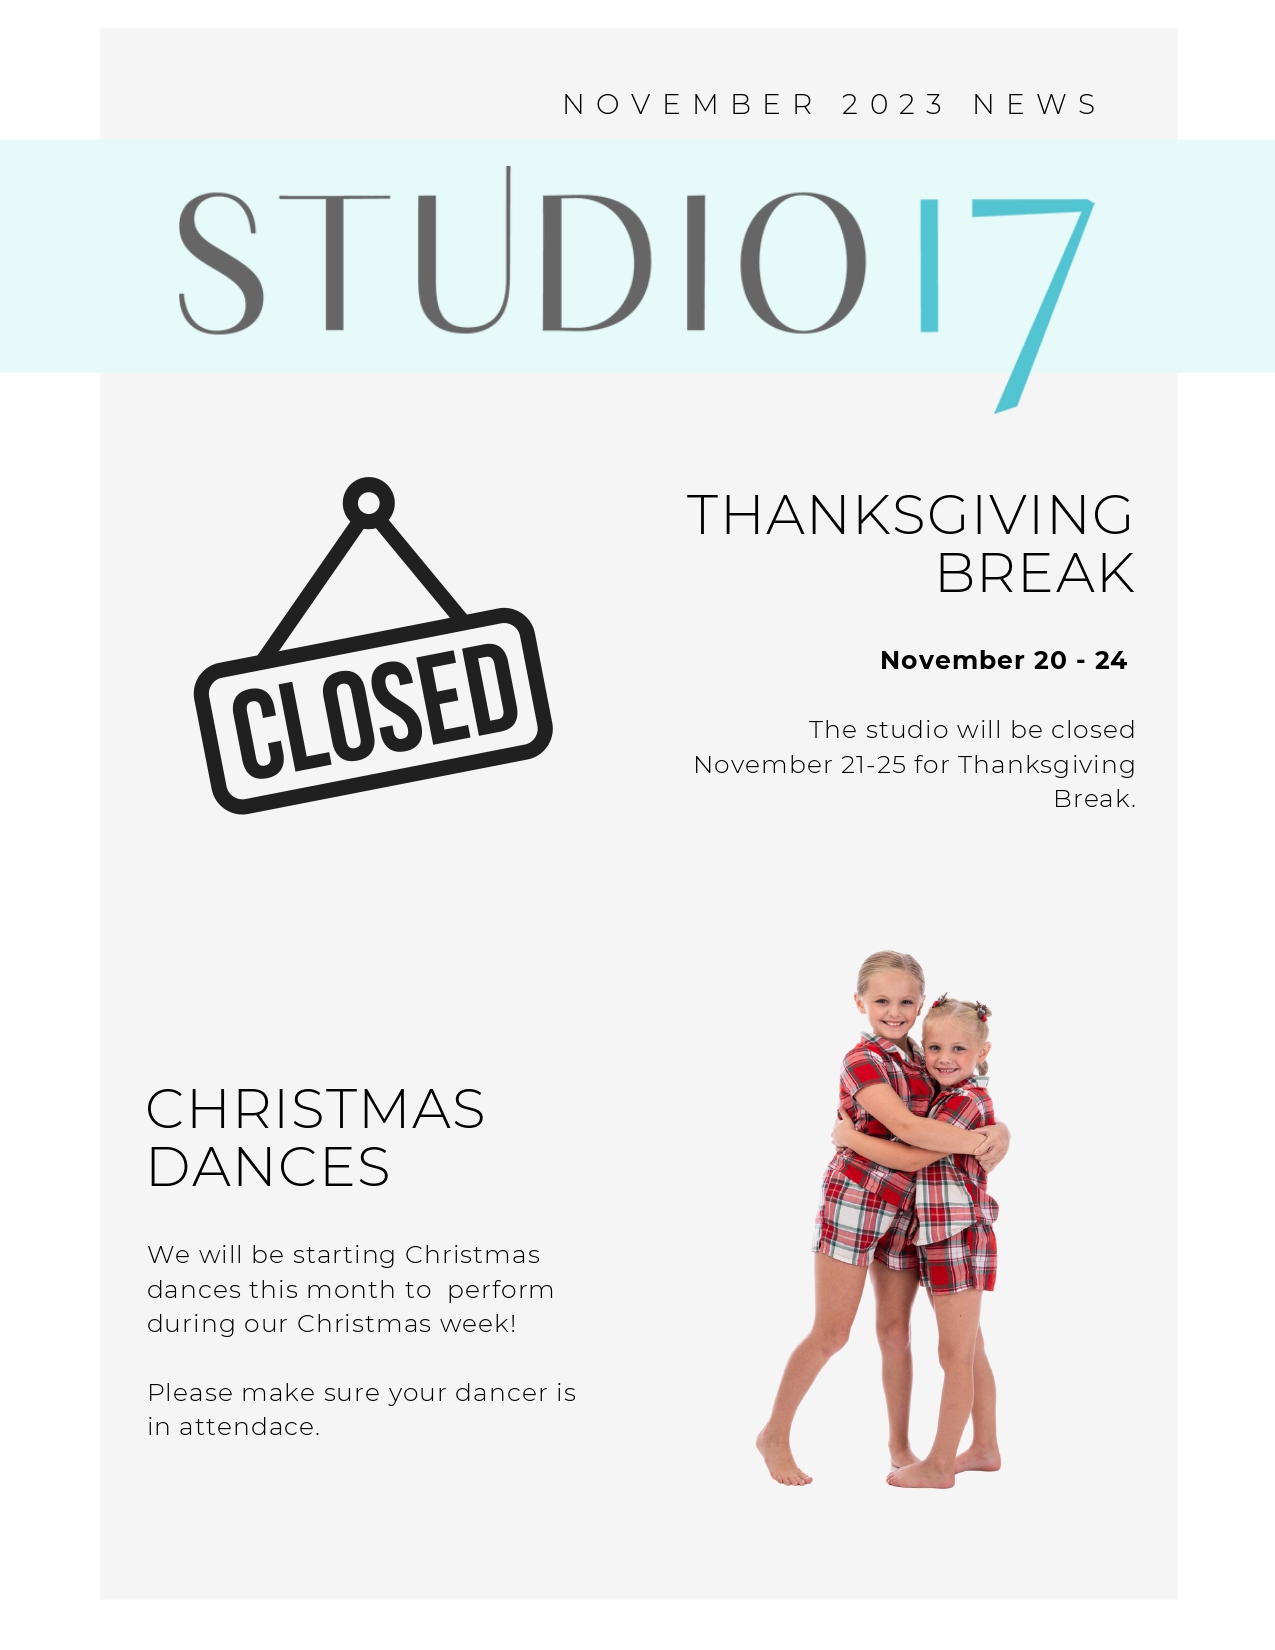 NOVEMBER 2023 NEWS
STUDIO 17
CLOSED
THANKSGIVING
BREAK
November 20 - 24
The studio will be closed
November 21-25 for Thanksgiving
Break.
CHRISTMAS
DANCES
We will be starting Christmas
dances this month to  perform
during our Christmas week!
Please make sure your dancer is
in attendace.